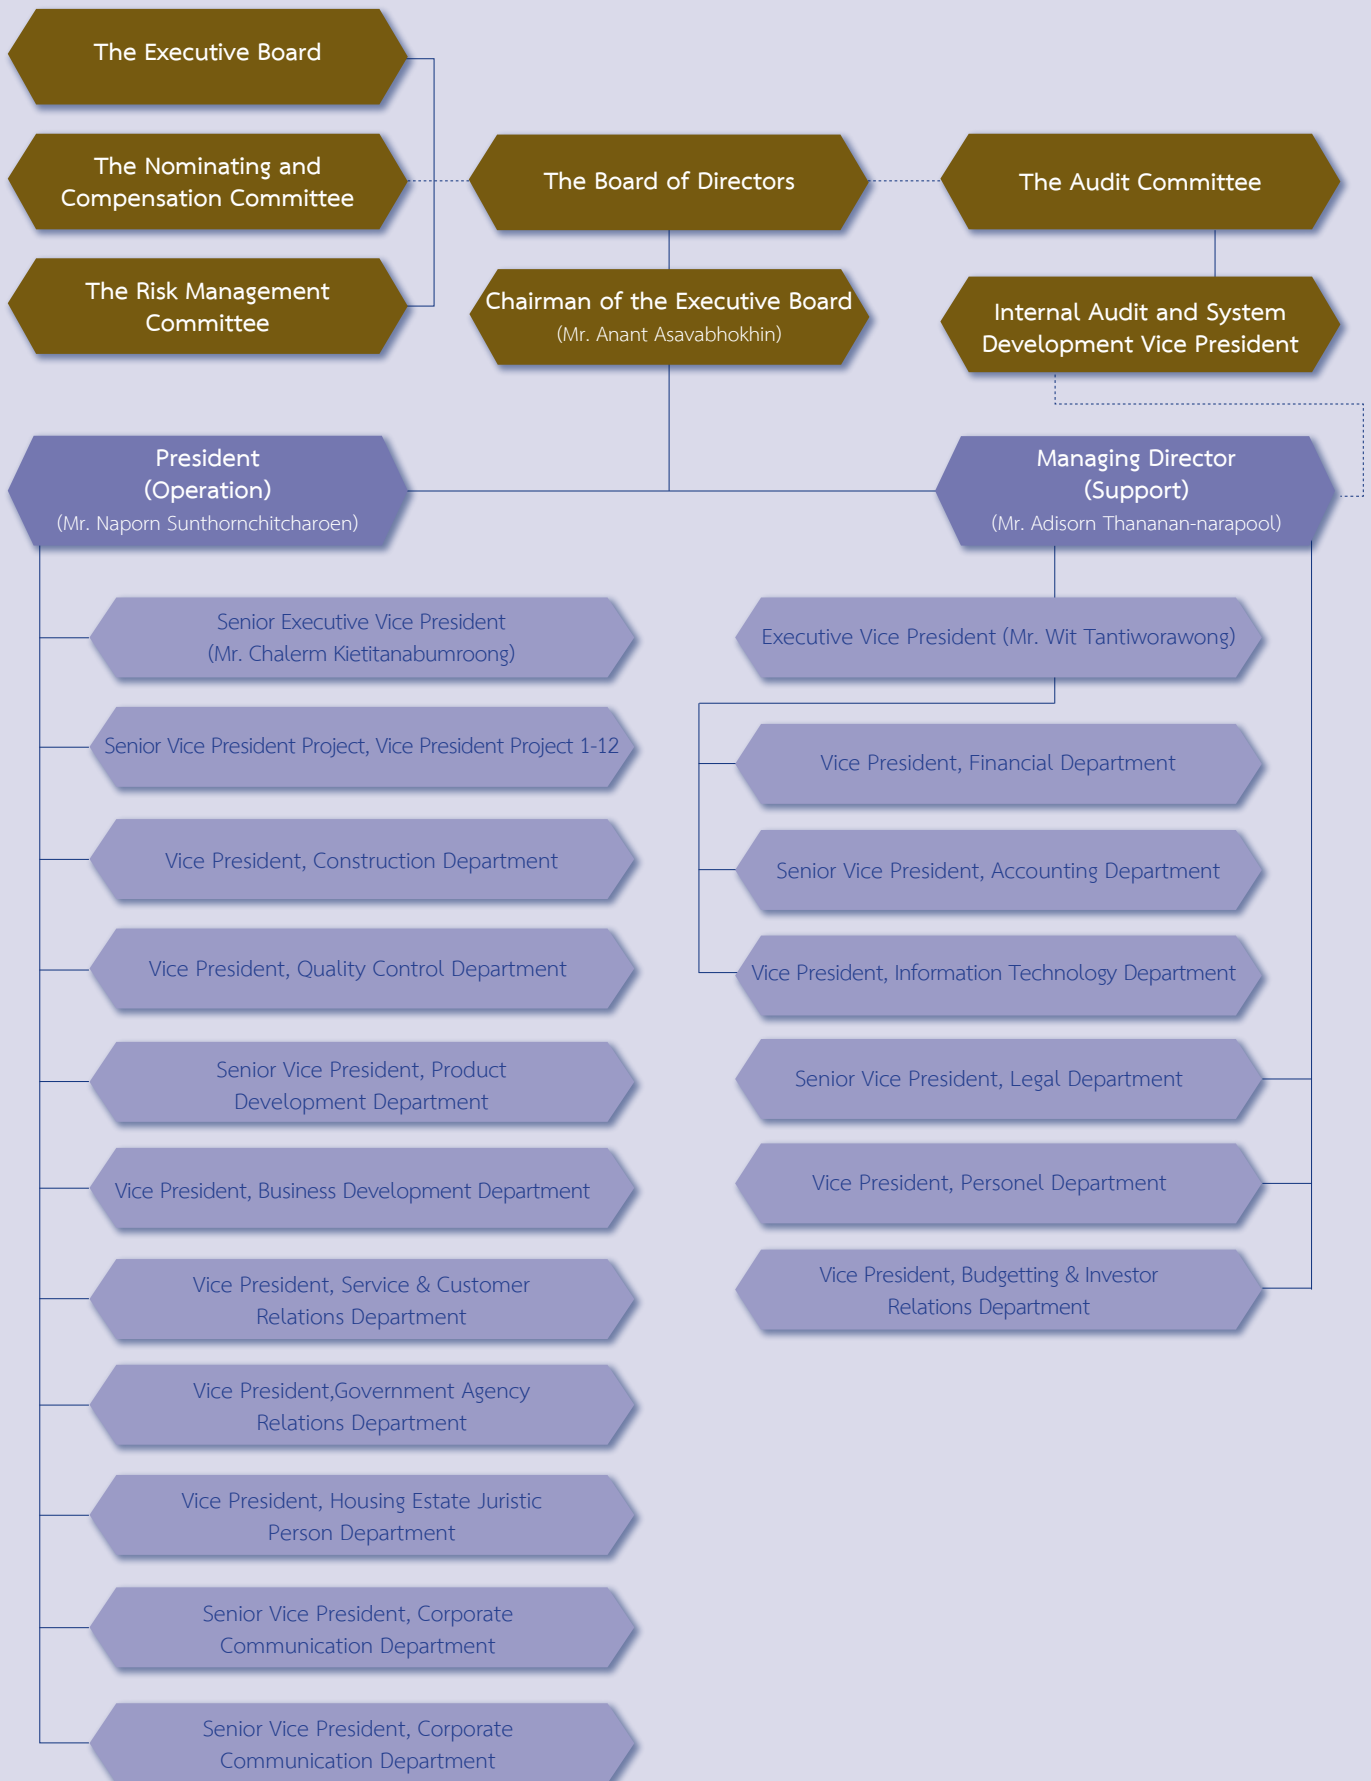 The Executive Board
The Nominating and
Compensation Committee
The Risk Management
Committee
The Board of Directors
Chairman of the Executive Board
(Mr. Anant Asavabhokhin)
The Audit Committee
Internal Audit and System
Development Vice President
President
(Operation)
(Mr. Naporn Sunthornchitcharoen)
Managing Director
(Support)
(Mr. Adisorn Thananan-narapool)
Senior Executive Vice President
(Mr. Chalerm Kietitanabumroong)
Senior Vice President Project, Vice President Project 1-12
Vice President, Construction Department
Vice President, Quality Control Department
Senior Vice President, Product
Development Department
Vice President, Business Development Department
Vice President, Service & Customer
Relations Department
Vice President,Government Agency
Relations Department
Vice President, Housing Estate Juristic
Person Department
Senior Vice President, Corporate
Communication Department
Senior Vice President, Corporate
Communication Department
Executive Vice President (Mr. Wit Tantiworawong)
Vice President, Financial Department
Senior Vice President, Accounting Department
Vice President, Information Technology Department
Senior Vice President, Legal Department
Vice President, Personel Department
Vice President, Budgetting & Investor
Relations Department